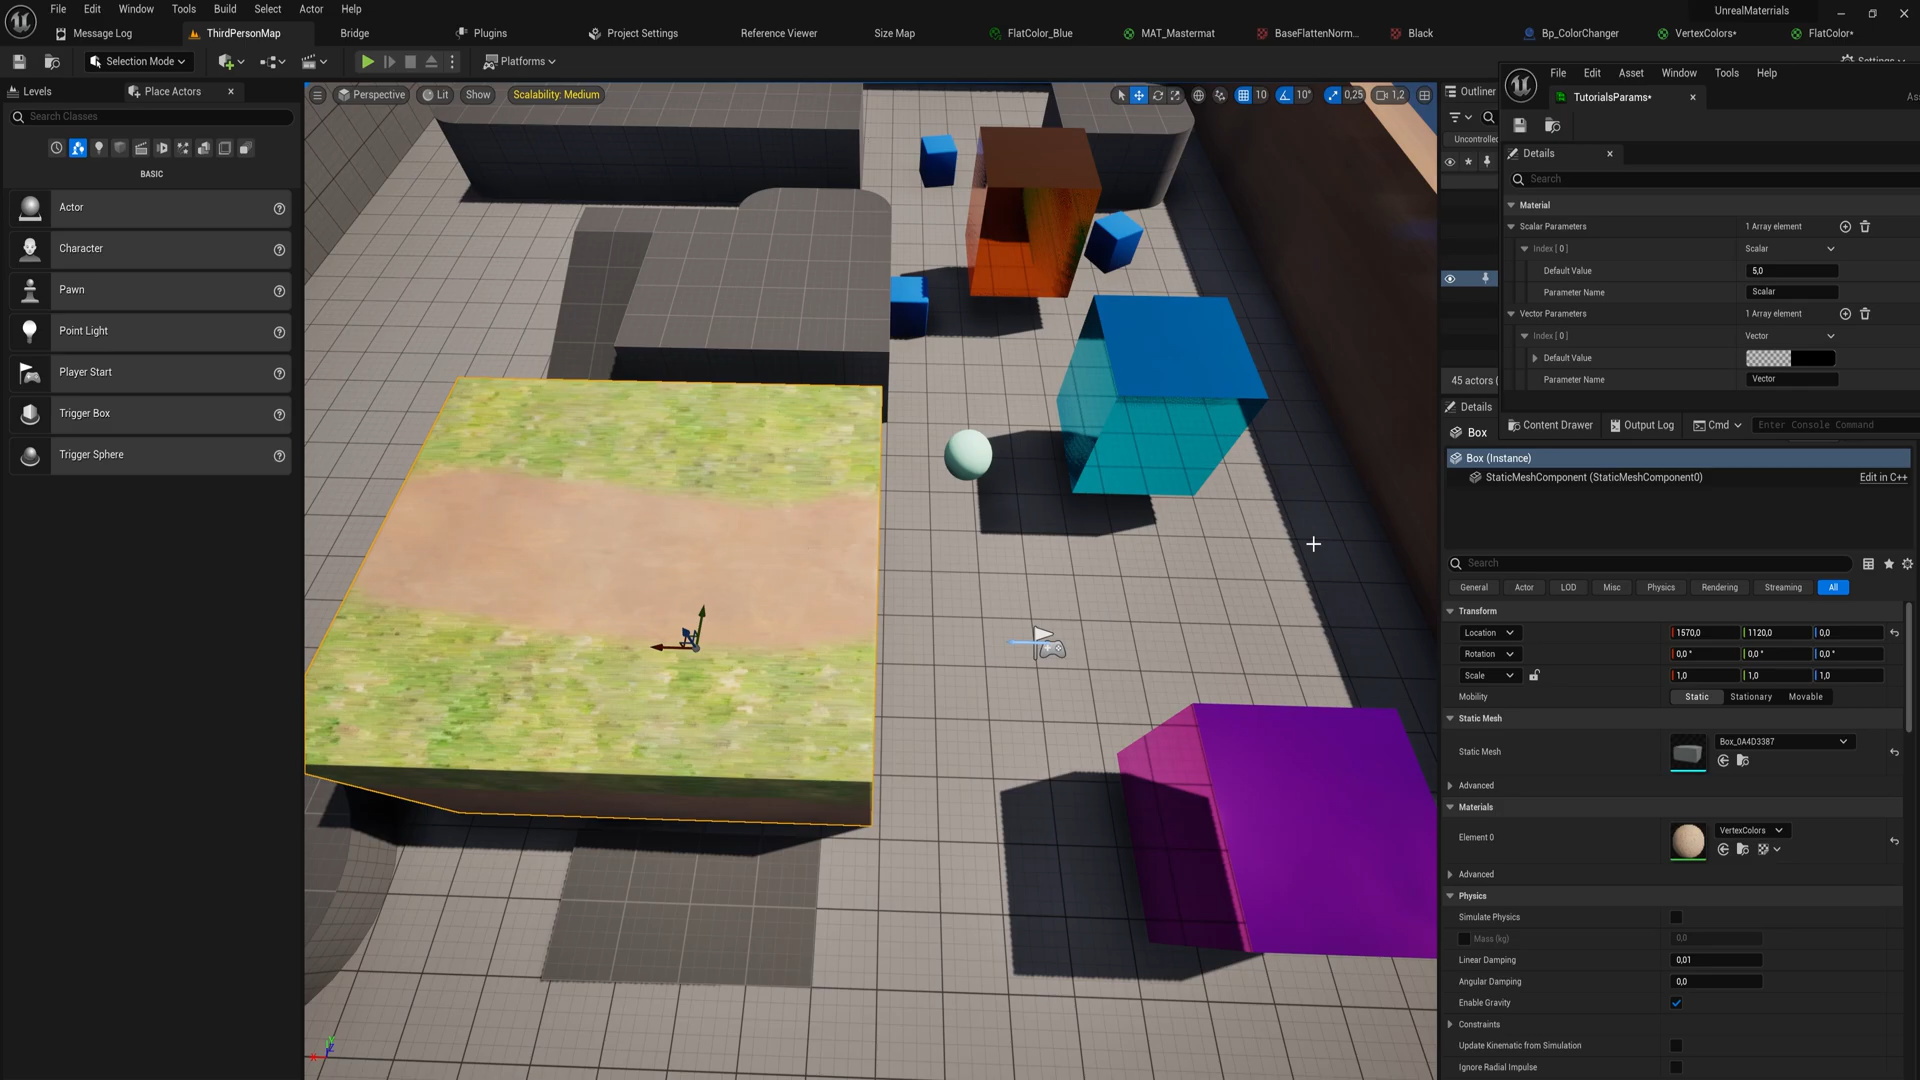 File Edit Window Tools Build Select Actor Help
UnrealMaterrials
Message Log
ThirdPersonMap
Bridge
Plugins
Project Settings
Reference Viewer
Size Map
FlatColor_Blue
MAT_Mastermat
BaseFlattenNorm...
Black
Bp_ColorChanger
VertexColors*
FlatColor*
Selection Mode
Platforms
Levels
Place Actors
Search Classes
BASIC
Actor
Character
Pawn
Point Light
Player Start
Trigger Box
Trigger Sphere
Perspective
Lit
Show
Scalability: Medium
10
10°
0,25
1,2
Outliner
Uncontrolled
45 actors (
Details
Box
File Edit Asset Window Tools Help
TutorialsParams*
Details
Search
Material
Scalar Parameters 1 Array element
Index [ 0 ] Scalar
Default Value 5,0
Parameter Name Scalar
Vector Parameters 1 Array element
Index [ 0 ] Vector
Default Value
Parameter Name Vector
Content Drawer
Output Log
Cmd
Enter Console Command
Box (Instance)
StaticMeshComponent (StaticMeshComponent0) Edit in C++
Search
General Actor LOD Misc Physics Rendering Streaming All
Transform
Location 1570,0 1120,0 0,0
Rotation 0,0 ° 0,0 ° 0,0 °
Scale 1,0 1,0 1,0
Mobility Static Stationary Movable
Static Mesh
Static Mesh Box_0A4D3387
Advanced
Materials
Element 0 VertexColors
Advanced
Physics
Simulate Physics
Mass (kg) 0,0
Linear Damping 0,01
Angular Damping 0,0
Enable Gravity
Constraints
Update Kinematic from Simulation
Ignore Radial Impulse